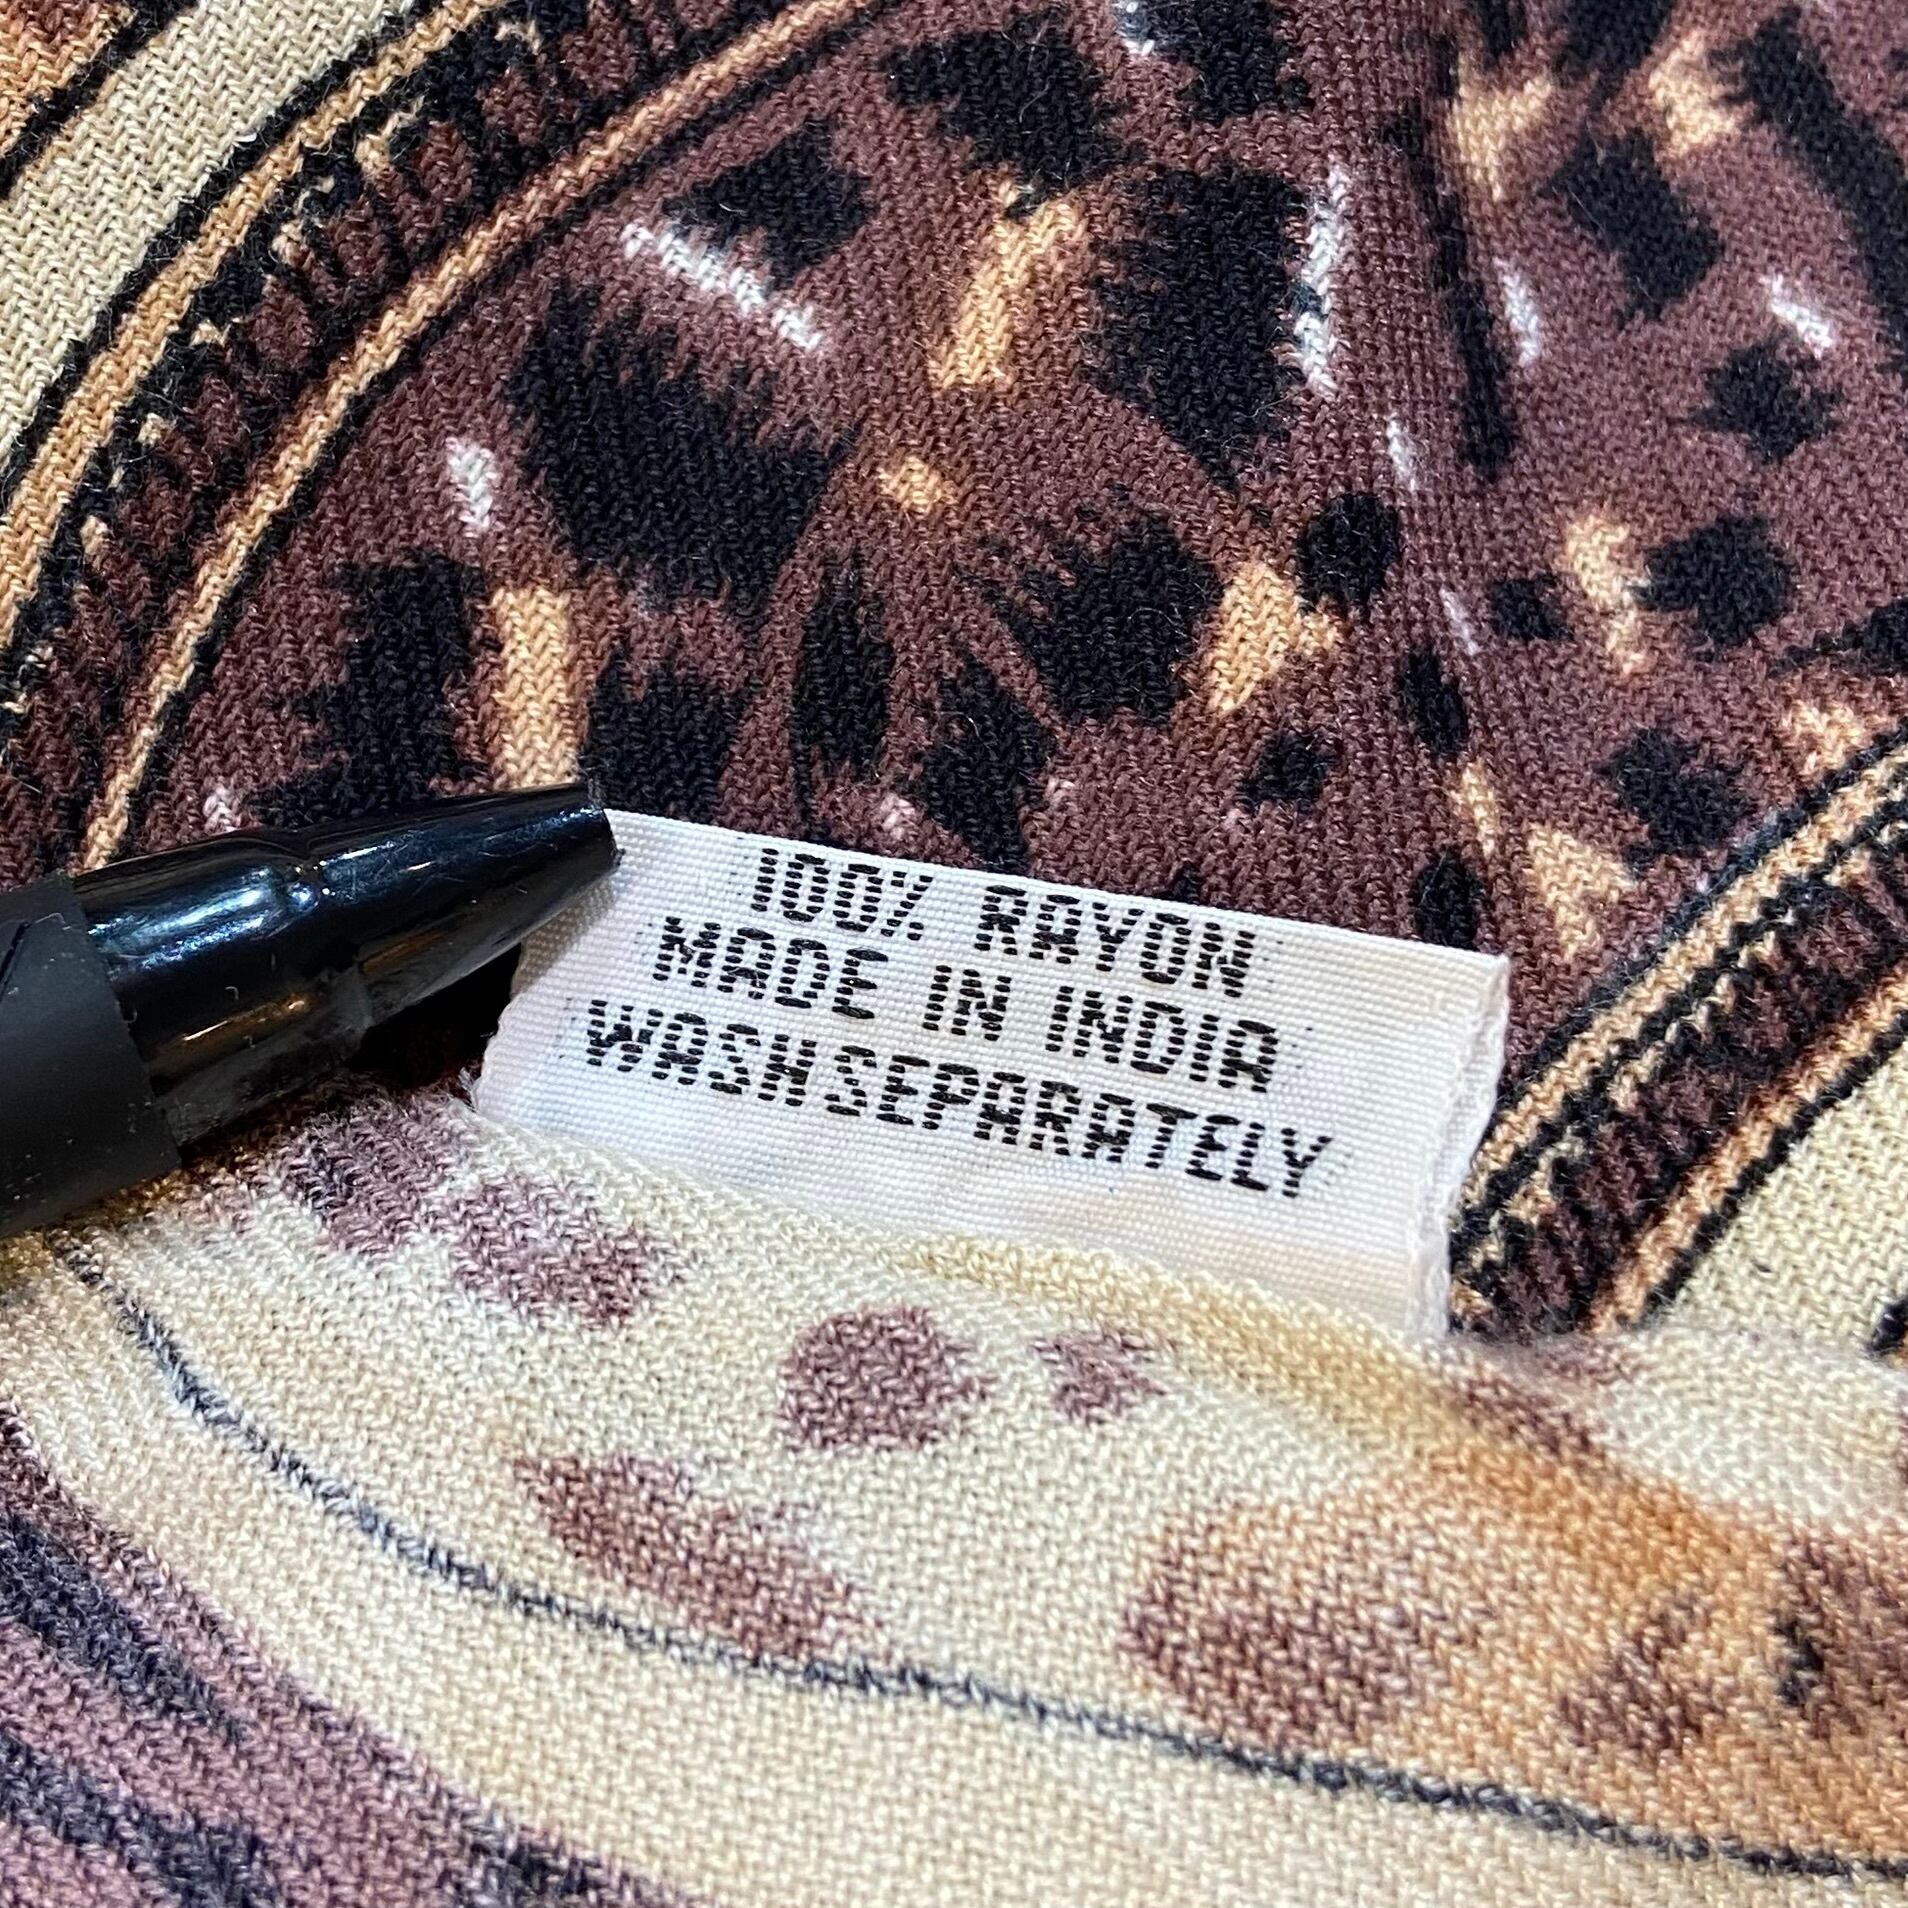 100% RAYON
MADE IN INDIA
WASH SEPARATELY